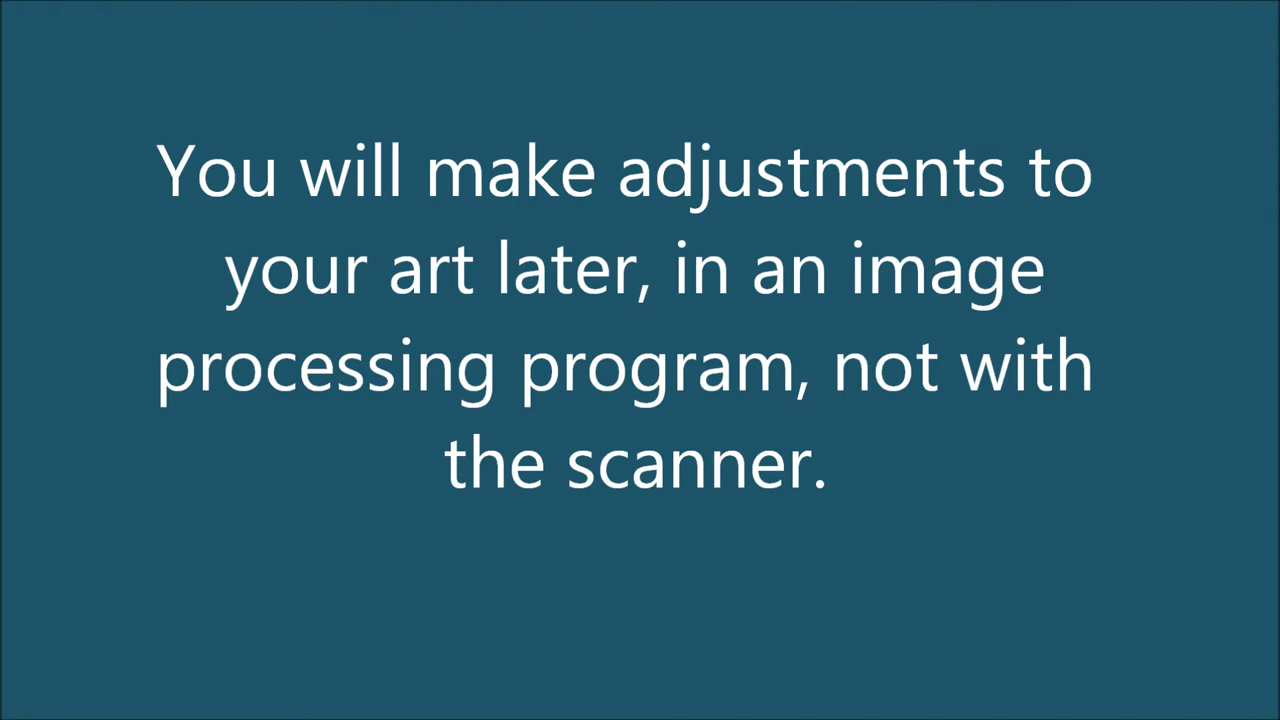 You will make adjustments to
your art later, in an image
processing program, not with
the scanner.